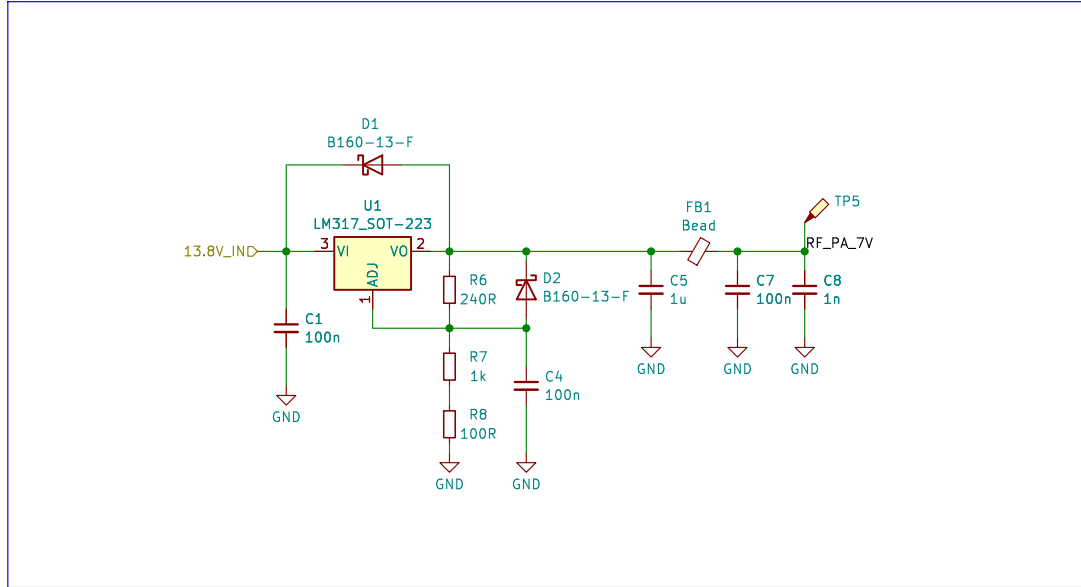 D1
B160-13-F
U1
LM317_SOT-223
13.8V_IN
3
VI
VO
2
ADJ
1
C1
100n
GND
R6
240R
D2
B160-13-F
R7
1k
R8
100R
GND
C4
100n
GND
C5
1u
GND
FB1
Bead
TP5
RF_PA_7V
C7
100n
GND
C8
1n
GND